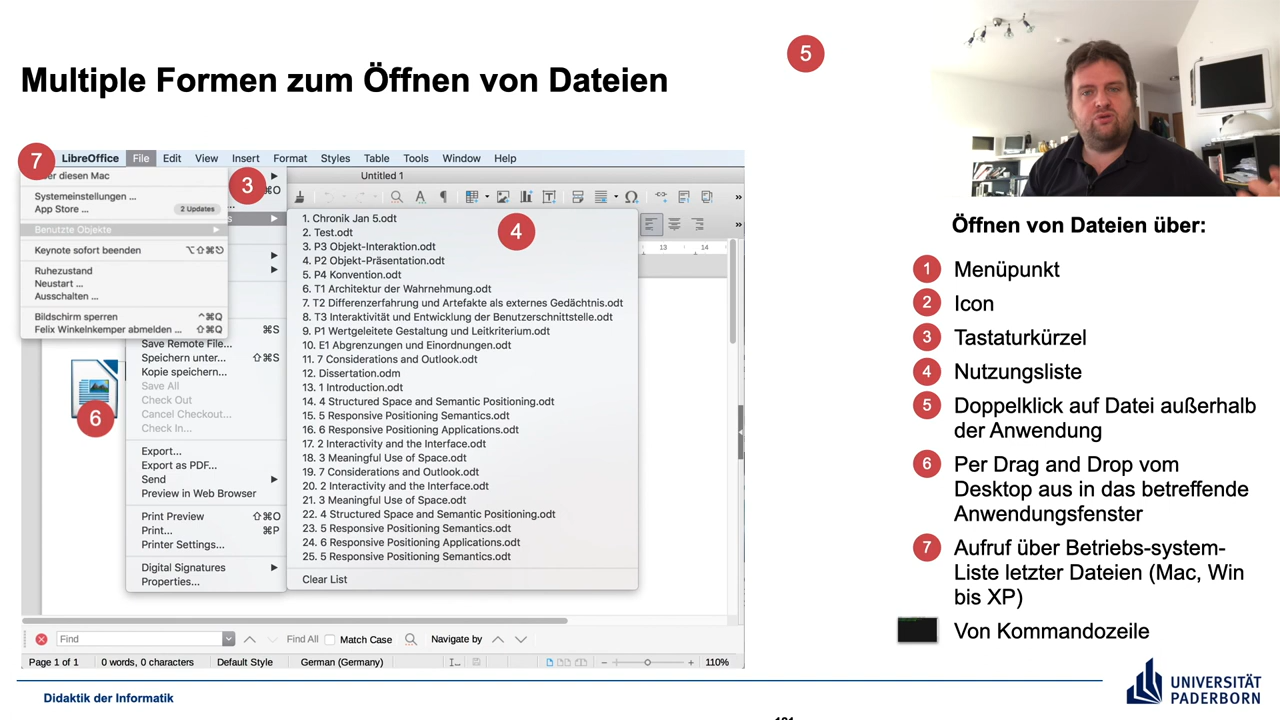 Multiple Formen zum Öffnen von Dateien
5
7
LibreOffice File Edit View Insert Format Styles Table Tools Window Help
er diesen Mac
Systemeinstellungen ...
App Store ... 2 Updates
Benutzte Objekte
Keynote sofort beenden ⌥⇧⌘⎋
Ruhezustand
Neustart ...
Ausschalten ...
Bildschirm sperren ^⌘Q
Felix Winkelnkemper abmelden ... ⇧⌘Q
3
⌘O
Untitled 1
4
13 14
1. Chronik Jan 5.odt
2. Test.odt
3. P3 Objekt-Interaktion.odt
4. P2 Objekt-Präsentation.odt
5. P4 Konvention.odt
6. T1 Architektur der Wahrnehmung.odt
7. T2 Differenzerfahrung und Artefakte als externes Gedächtnis.odt
8. T3 Interaktivität und Entwicklung der Benutzerschnittstelle.odt
9. P1 Wertgeleitete Gestaltung und Leitkriterium.odt
10. E1 Abgrenzungen und Einordnungen.odt
11. 7 Considerations and Outlook.odt
12. Dissertation.odm
13. 1 Introduction.odt
14. 4 Structured Space and Semantic Positioning.odt
15. 5 Responsive Positioning Semantics.odt
16. 6 Responsive Positioning Applications.odt
17. 2 Interactivity and the Interface.odt
18. 3 Meaningful Use of Space.odt
19. 7 Considerations and Outlook.odt
20. 2 Interactivity and the Interface.odt
21. 3 Meaningful Use of Space.odt
22. 4 Structured Space and Semantic Positioning.odt
23. 5 Responsive Positioning Semantics.odt
24. 6 Responsive Positioning Applications.odt
25. 5 Responsive Positioning Semantics.odt
Clear List
6
⌘S
Save Remote File...
Speichern unter... ⇧⌘S
Kopie speichern...
Save All
Check Out
Cancel Checkout...
Check In...
Export...
Export as PDF...
Send
Preview in Web Browser
Print Preview ⇧⌘O
Print... ⌘P
Printer Settings...
Digital Signatures
Properties...
Find Find All Match Case Navigate by
Page 1 of 1 0 words, 0 characters Default Style German (Germany) 110%
Öffnen von Dateien über:
1 Menüpunkt
2 Icon
3 Tastaturkürzel
4 Nutzungsliste
5 Doppelklick auf Datei außerhalb
der Anwendung
6 Per Drag and Drop vom
Desktop aus in das betreffende
Anwendungsfenster
7 Aufruf über Betriebs-system-
Liste letzter Dateien (Mac, Win
bis XP)
Von Kommandozeile
Didaktik der Informatik
UNIVERSITÄT
PADERBORN